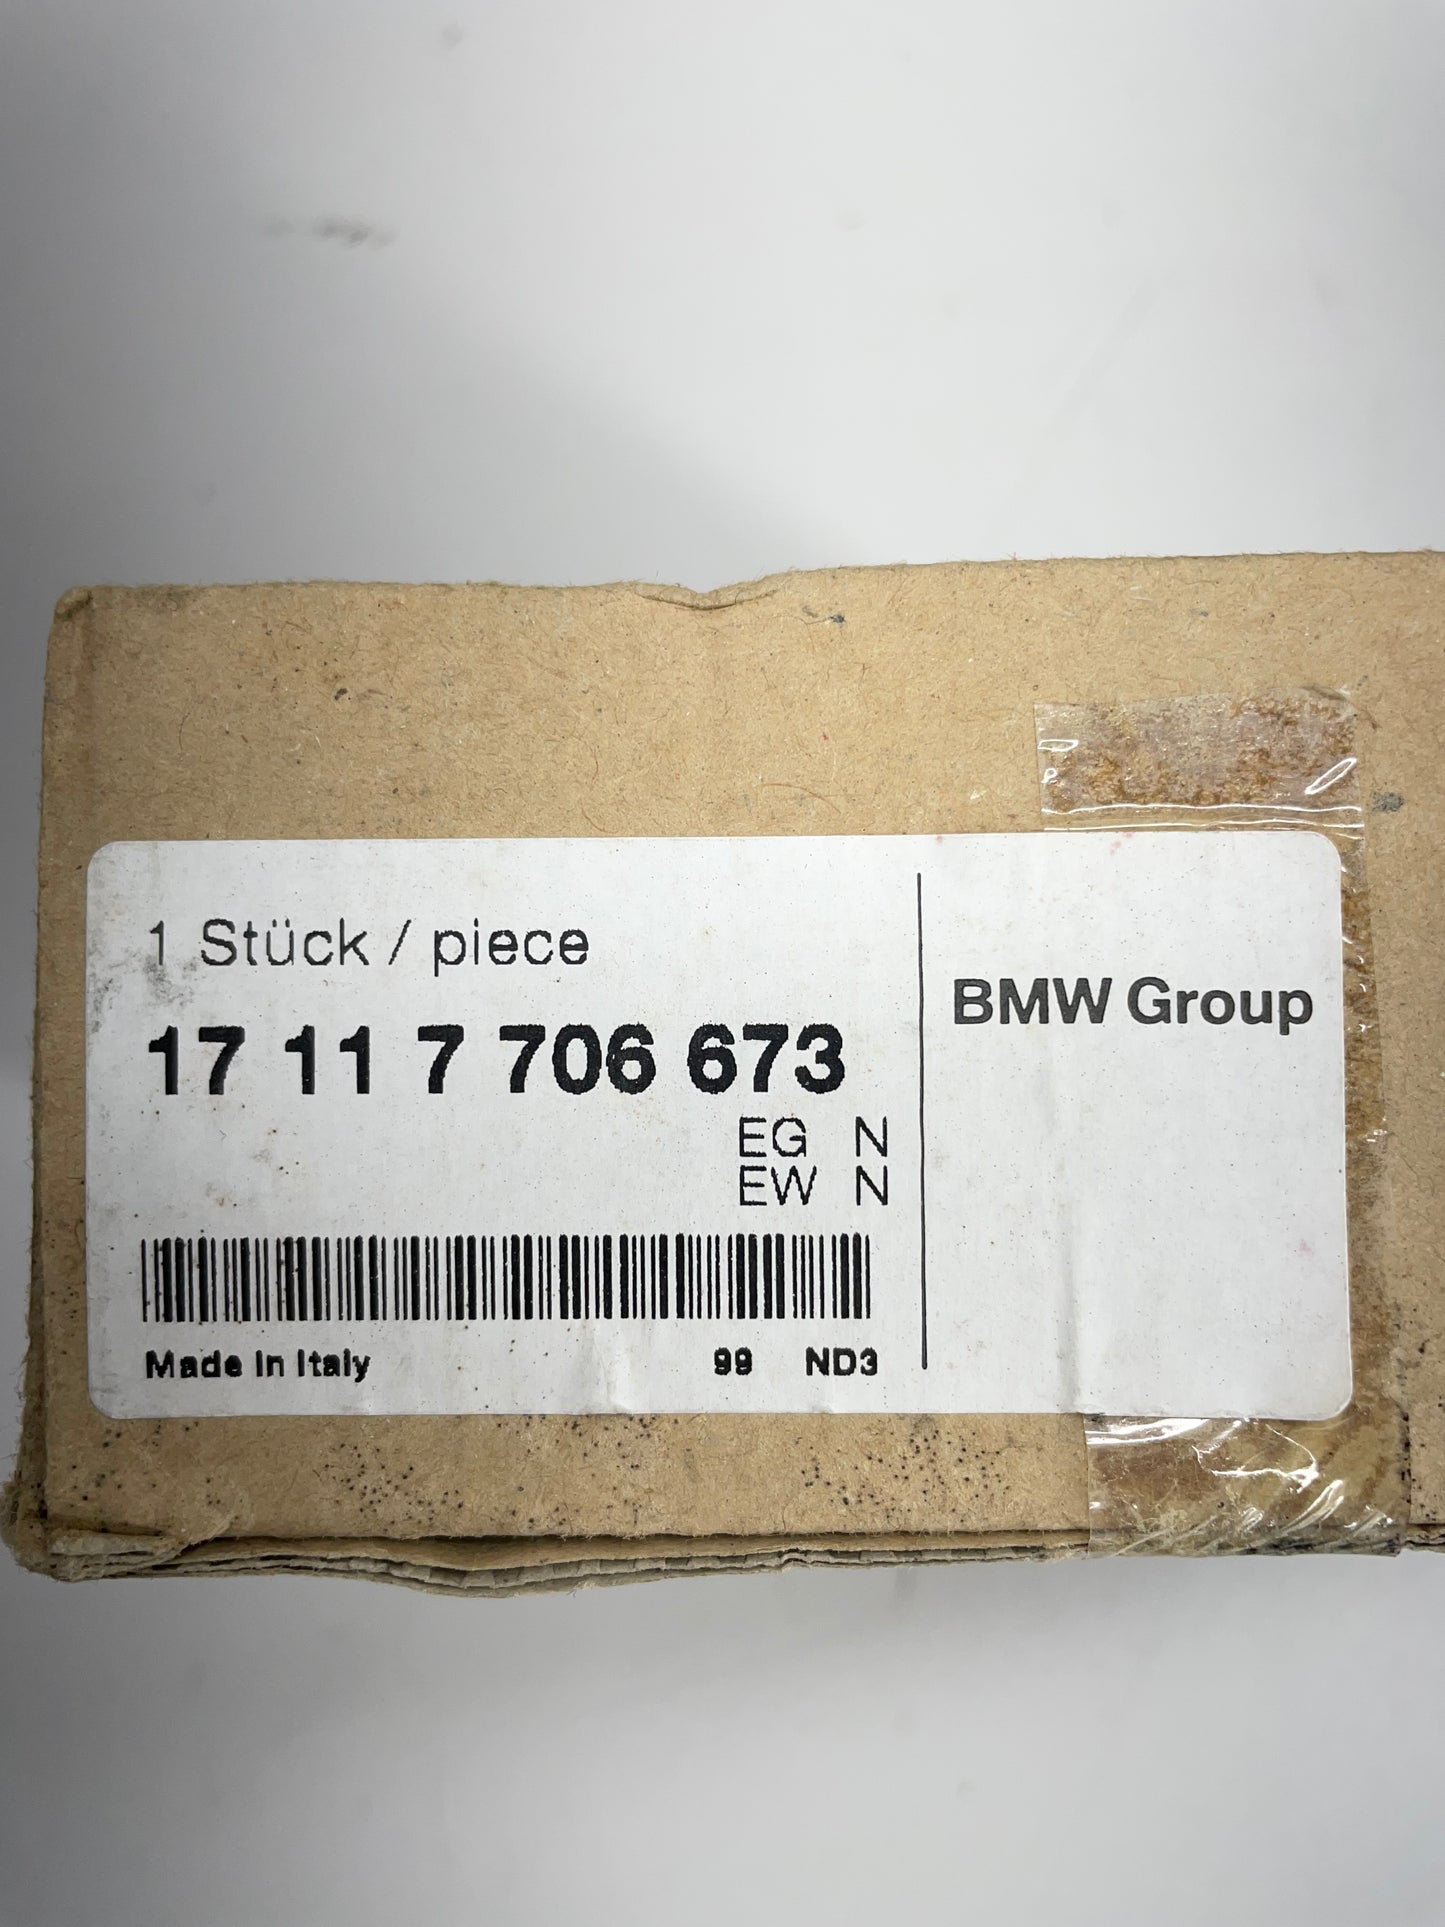 1 Stück / piece
17 11 7 706 673
EG N
EW N
Made in Italy 99 ND3
BMW Group